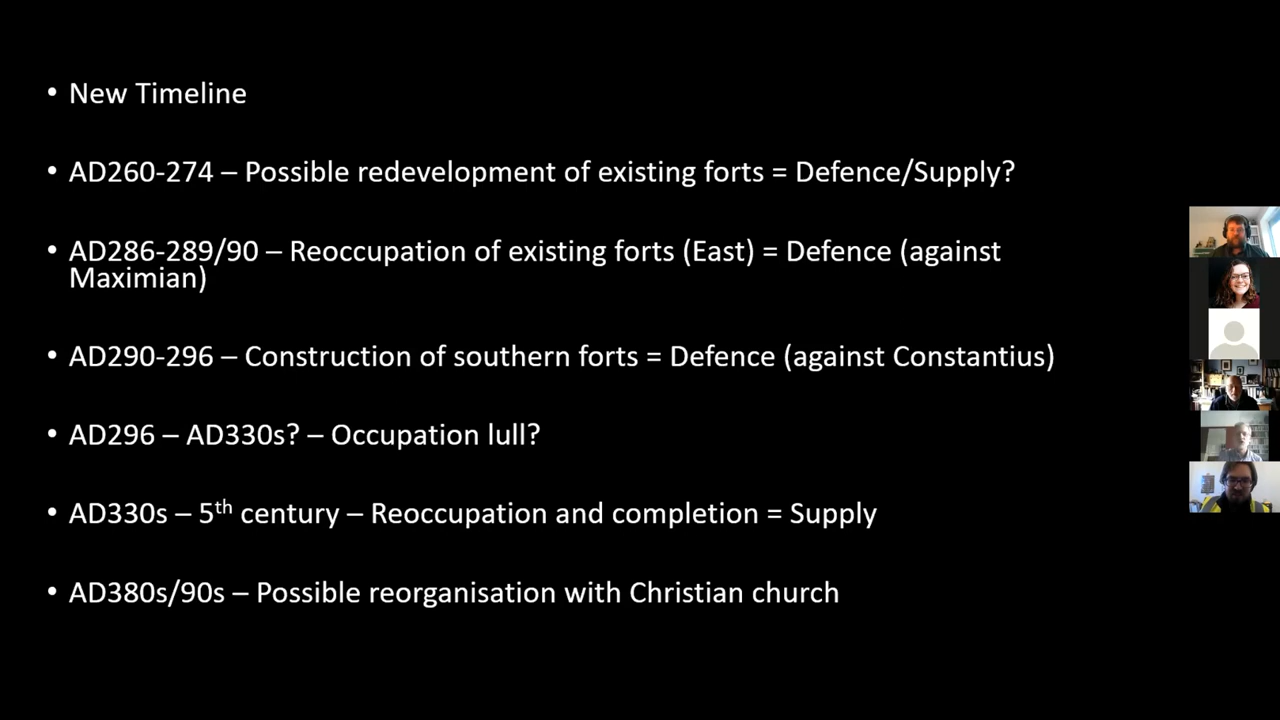 • New Timeline
• AD260-274 – Possible redevelopment of existing forts = Defence/Supply?
• AD286-289/90 – Reoccupation of existing forts (East) = Defence (against
Maximian)
• AD290-296 – Construction of southern forts = Defence (against Constantius)
• AD296 – AD330s? – Occupation lull?
• AD330s – 5th century – Reoccupation and completion = Supply
• AD380s/90s – Possible reorganisation with Christian church